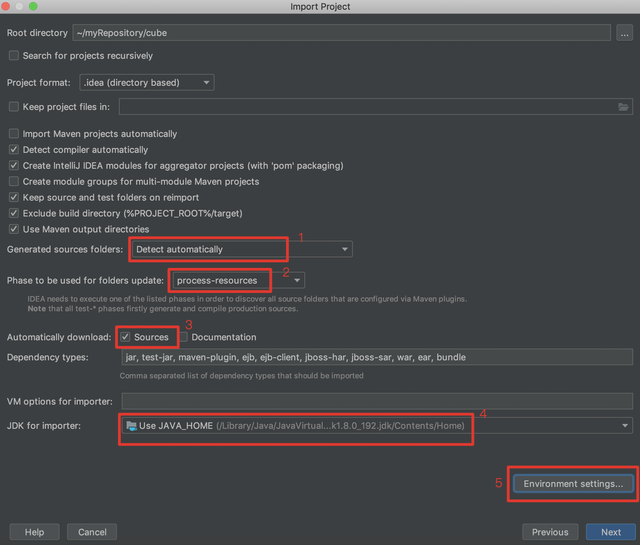 Import Project
Root directory ~/myRepository/cube ...
Search for projects recursively
Project format: .idea (directory based)
Keep project files in:
Import Maven projects automatically
Detect compiler automatically
Create IntelliJ IDEA modules for aggregator projects (with 'pom' packaging)
Create module groups for multi-module Maven projects
Keep source and test folders on reimport
Exclude build directory (%PROJECT_ROOT%/target)
Use Maven output directories
1
Generated sources folders: Detect automatically
2
Phase to be used for folders update: process-resources
IDEA needs to execute one of the listed phases in order to discover all source folders that are configured via Maven plugins.
Note that all test-* phases firstly generate and compile production sources.
3
Automatically download: Sources Documentation
Dependency types: jar, test-jar, maven-plugin, ejb, ejb-client, jboss-har, jboss-sar, war, ear, bundle
Comma separated list of dependency types that should be imported
VM options for importer:
4
JDK for importer: Use JAVA_HOME (/Library/Java/JavaVirtual...k1.8.0_192.jdk/Contents/Home)
5 Environment settings...
Help Cancel Previous Next